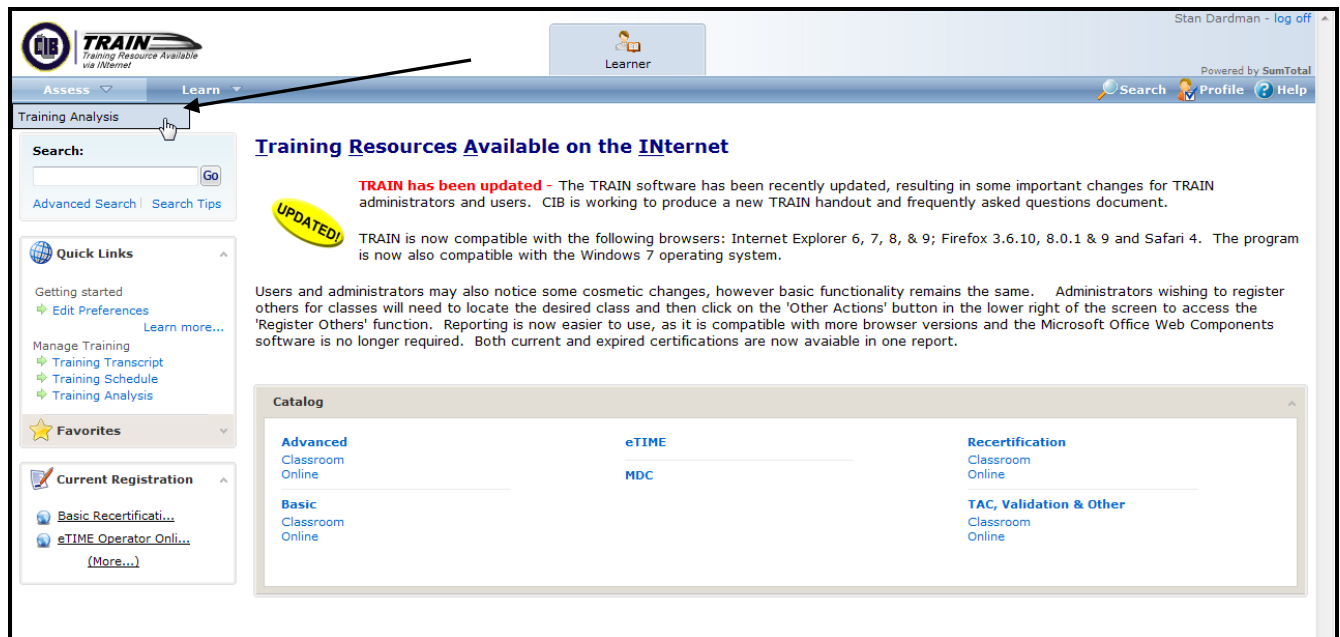 Stan Dardman - log off
CIB
TRAIN
Training Resource Available
via INternet
Learner
Powered by SumTotal
Assess
Learn
Search
Profile
Help
Training Analysis
Search:
Go
Advanced Search | Search Tips
Training Resources Available on the INternet
UPDATED!
TRAIN has been updated - The TRAIN software has been recently updated, resulting in some important changes for TRAIN
administrators and users. CIB is working to produce a new TRAIN handout and frequently asked questions document.
TRAIN is now compatible with the following browsers: Internet Explorer 6, 7, 8, & 9; Firefox 3.6.10, 8.0.1 & 9 and Safari 4. The program
is now also compatible with the Windows 7 operating system.
Users and administrators may also notice some cosmetic changes, however basic functionality remains the same. Administrators wishing to register
others for classes will need to locate the desired class and then click on the 'Other Actions' button in the lower right of the screen to access the
'Register Others' function. Reporting is now easier to use, as it is compatible with more browser versions and the Microsoft Office Web Components
software is no longer required. Both current and expired certifications are now avaiable in one report.
Quick Links
Getting started
Edit Preferences
Learn more...
Manage Training
Training Transcript
Training Schedule
Training Analysis
Favorites
Current Registration
Basic Recertificati...
eTIME Operator Onli...
(More...)
Catalog
Advanced
Classroom
Online
Basic
Classroom
Online
eTIME
MDC
Recertification
Classroom
Online
TAC, Validation & Other
Classroom
Online